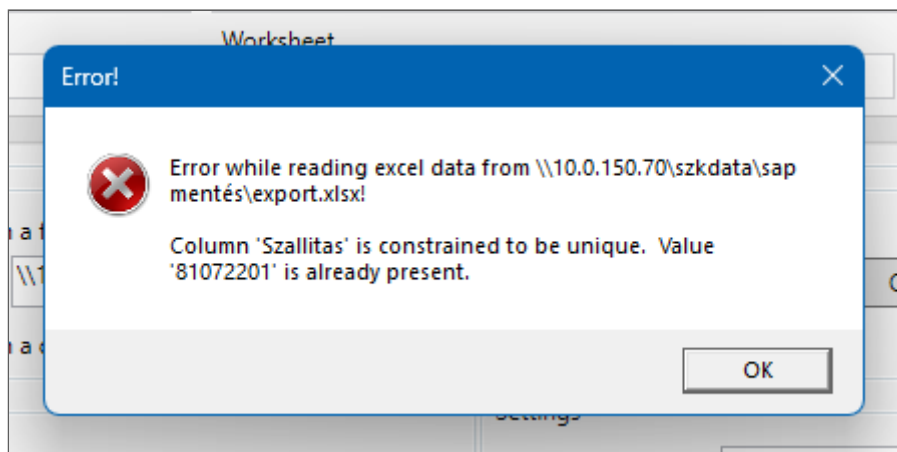 Worksheet
Error!
Error while reading excel data from \\10.0.150.70\szkdata\sap
mentés\export.xlsx!
Column 'Szallitas' is constrained to be unique.  Value
'81072201' is already present.
OK
Settings